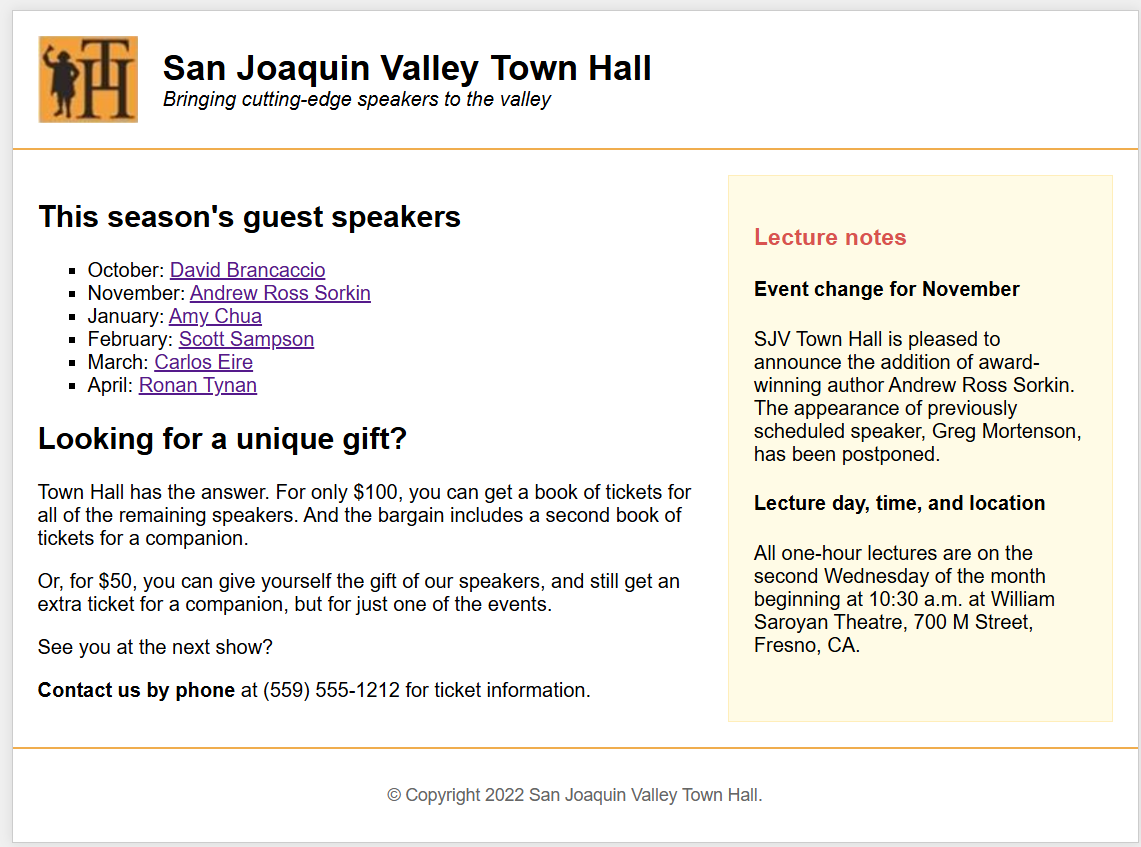 TH
San Joaquin Valley Town Hall
Bringing cutting-edge speakers to the valley
This season's guest speakers
October: David Brancaccio
November: Andrew Ross Sorkin
January: Amy Chua
February: Scott Sampson
March: Carlos Eire
April: Ronan Tynan
Looking for a unique gift?
Town Hall has the answer. For only $100, you can get a book of tickets for
all of the remaining speakers. And the bargain includes a second book of
tickets for a companion.
Or, for $50, you can give yourself the gift of our speakers, and still get an
extra ticket for a companion, but for just one of the events.
See you at the next show?
Contact us by phone at (559) 555-1212 for ticket information.
Lecture notes
Event change for November
SJV Town Hall is pleased to
announce the addition of award-
winning author Andrew Ross Sorkin.
The appearance of previously
scheduled speaker, Greg Mortenson,
has been postponed.
Lecture day, time, and location
All one-hour lectures are on the
second Wednesday of the month
beginning at 10:30 a.m. at William
Saroyan Theatre, 700 M Street,
Fresno, CA.
© Copyright 2022 San Joaquin Valley Town Hall.